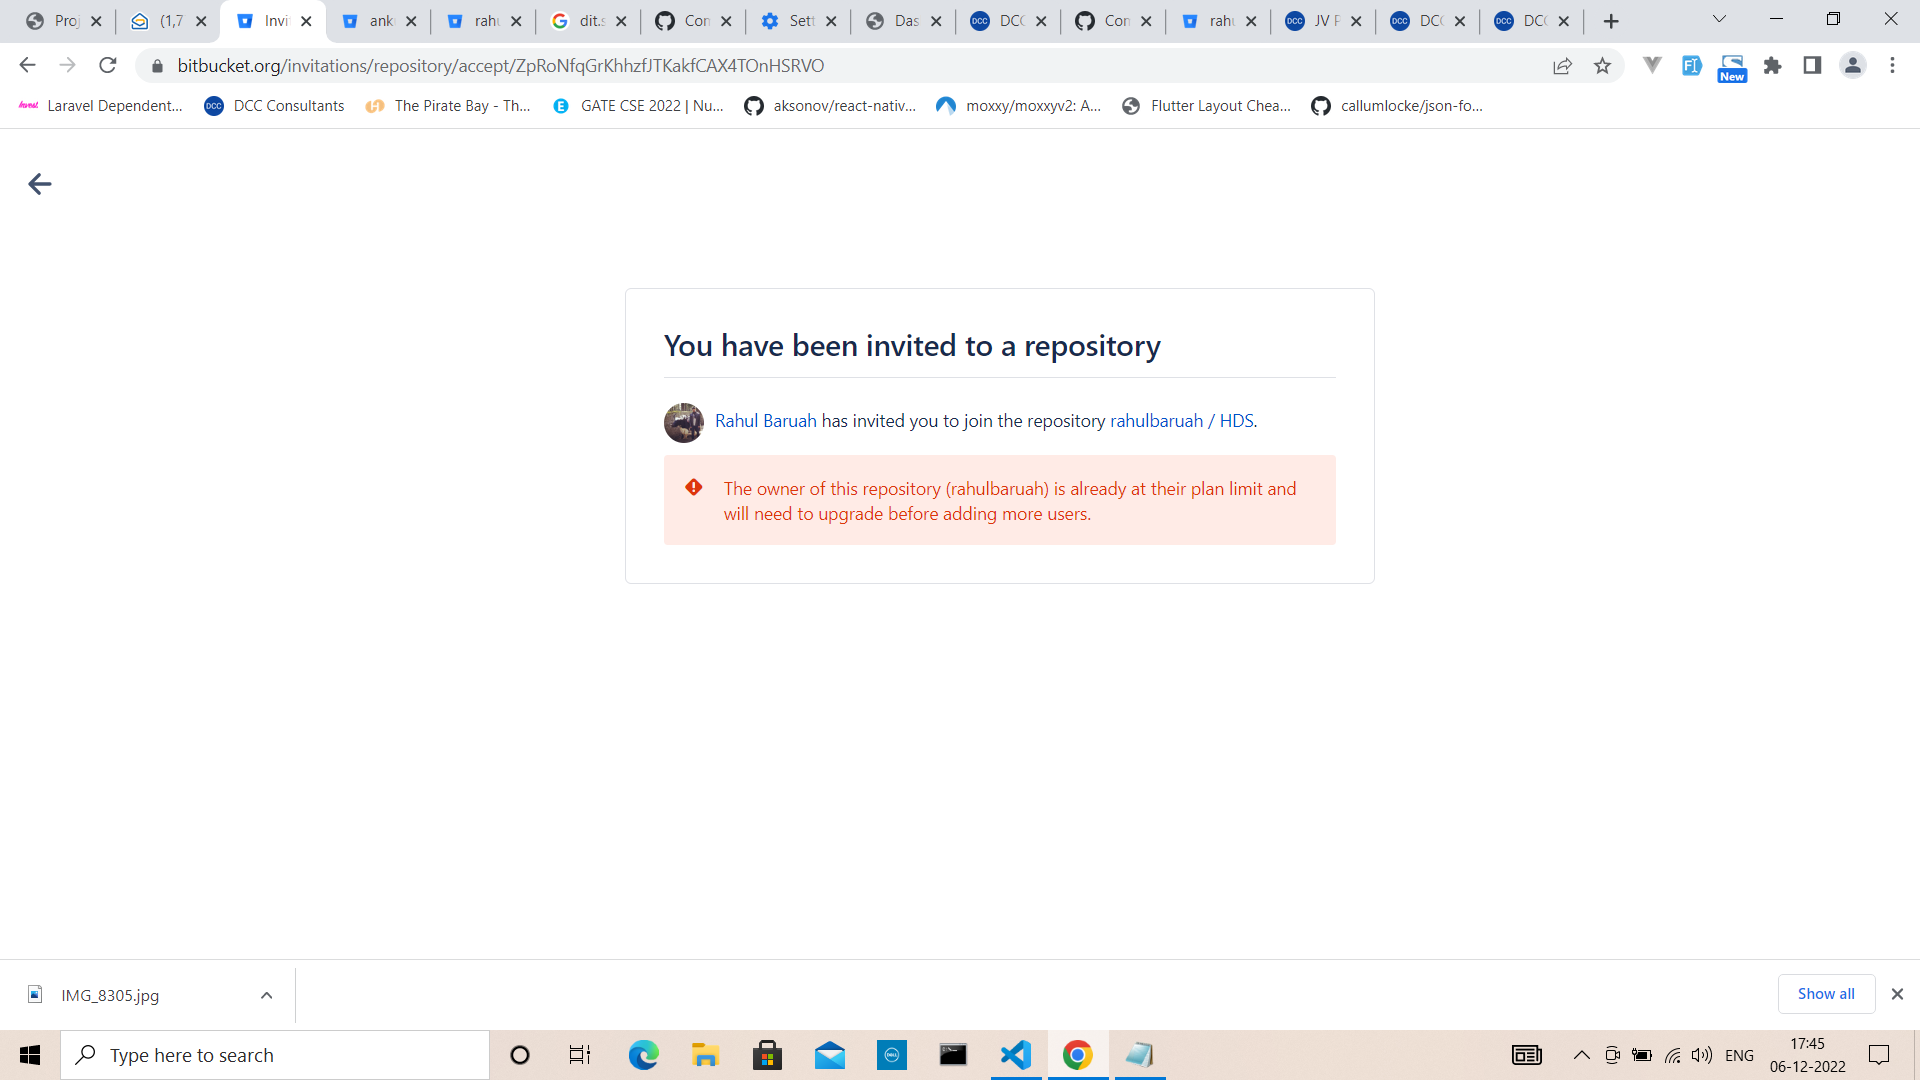 Proj
(1,7
Invit
anki
rahu
dit.s
Con
Sett
Das
DCC
Con
rahu
JV P
DCC
DCC
bitbucket.org/invitations/repository/accept/ZpRoNfqGrKhhzfJTKakfCAX4TOnHSRVO
New
Laravel Dependent...
DCC Consultants
The Pirate Bay - Th...
GATE CSE 2022 | Nu...
aksonov/react-nativ...
moxxy/moxxyv2: A...
Flutter Layout Chea...
callumlocke/json-fo...
You have been invited to a repository
Rahul Baruah has invited you to join the repository rahulbaruah / HDS.
The owner of this repository (rahulbaruah) is already at their plan limit and
will need to upgrade before adding more users.
IMG_8305.jpg
Show all
Type here to search
ENG
17:45
06-12-2022